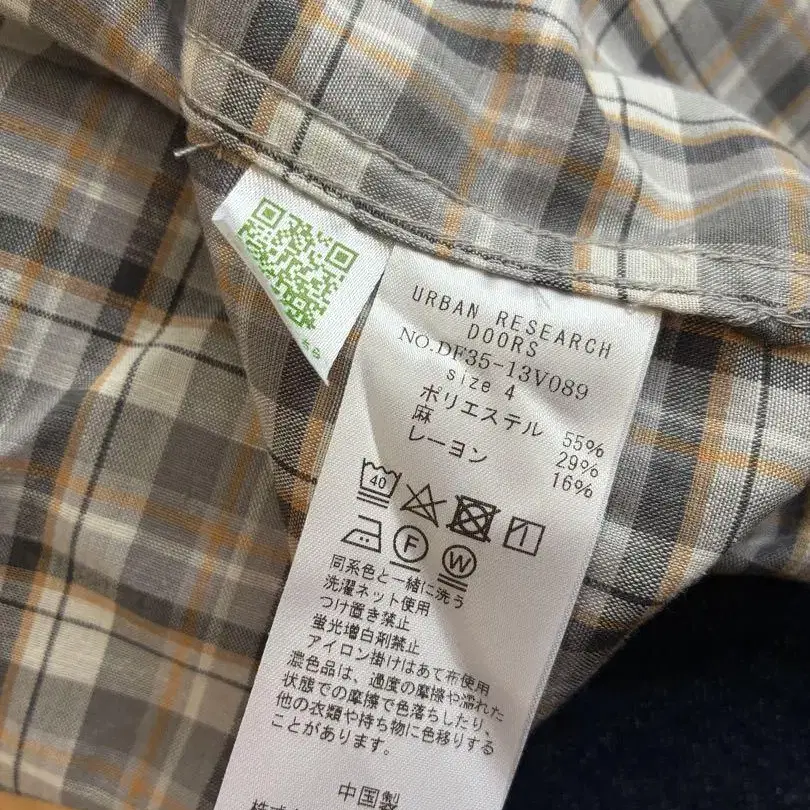 URBAN RESEARCH
DOORS
NO.DF35-13V089
size 4
ポリエステル 55%
麻 29%
レーヨン 16%
40
F
W
同系色と一緒に洗う
洗濯ネット使用
つけ置き禁止
蛍光増白剤禁止
アイロン掛けはあて布使用
濃色品は、過度の摩擦や濡れた
状態での摩擦で色落ちしたり、
他の衣類や持ち物に色移りする
ことがあります。
中国製